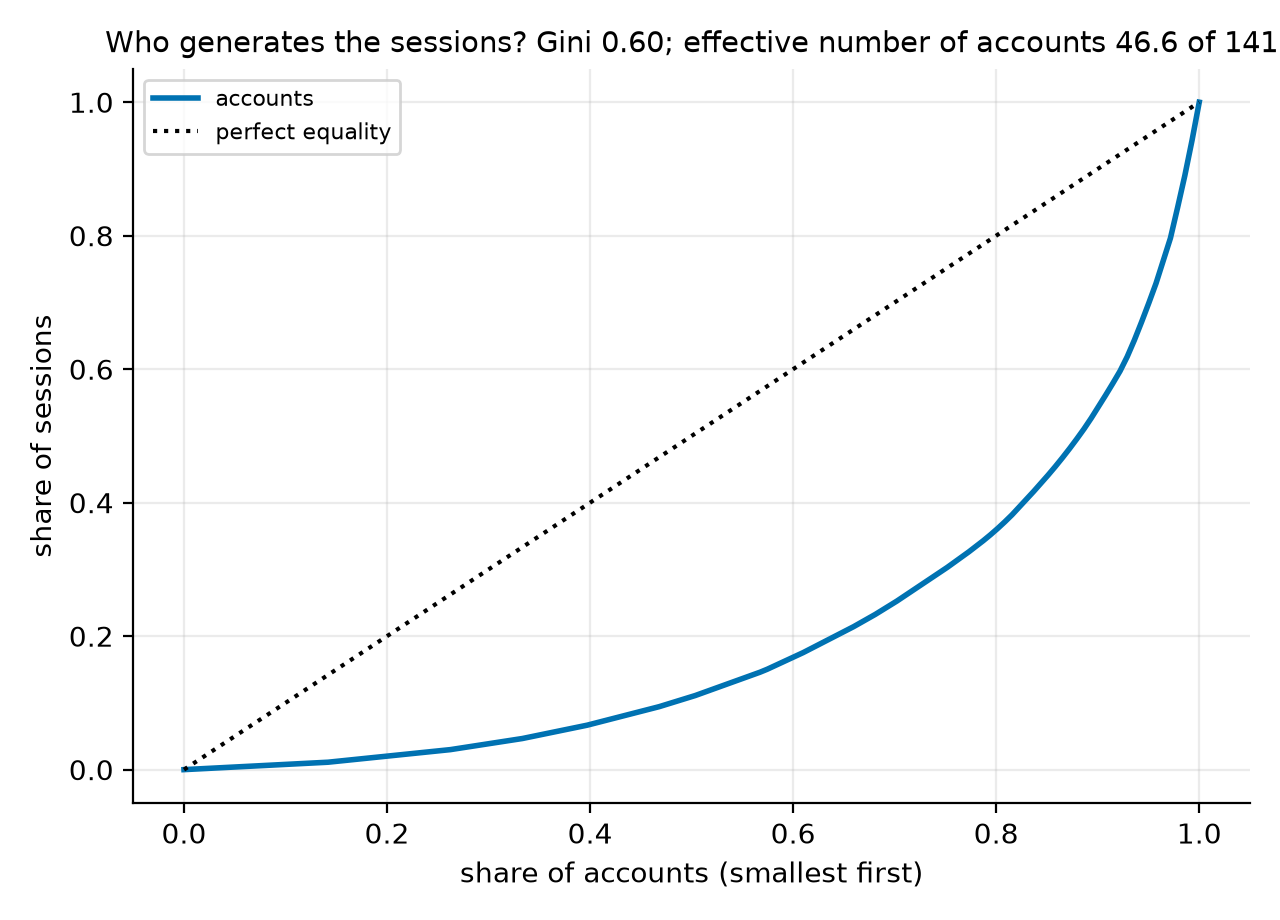 Who generates the sessions? Gini 0.60; effective number of accounts 46.6 of 141
accounts
perfect equality
1.0
0.8
0.6
0.4
0.2
0.0
share of sessions
0.0 0.2 0.4 0.6 0.8 1.0
share of accounts (smallest first)